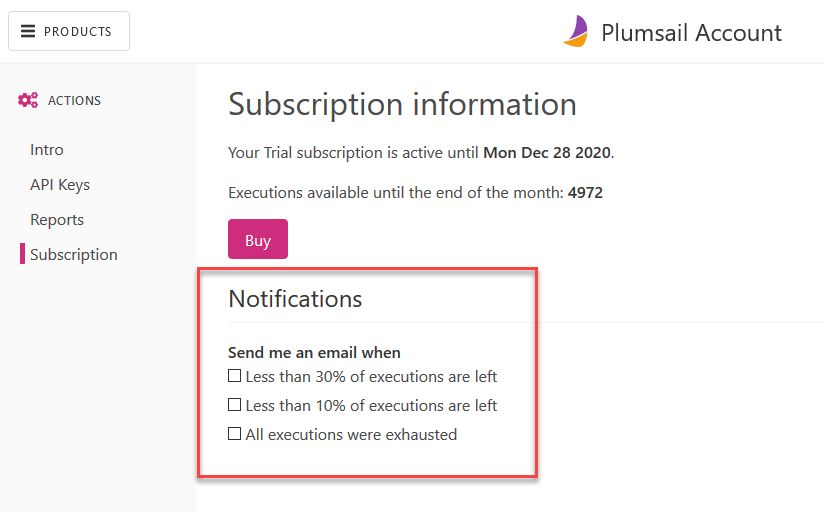 PRODUCTS
Plumsail Account
ACTIONS
Intro
API Keys
Reports
Subscription
Subscription information
Your Trial subscription is active until Mon Dec 28 2020.
Executions available until the end of the month: 4972
Buy
Notifications
Send me an email when
Less than 30% of executions are left
Less than 10% of executions are left
All executions were exhausted